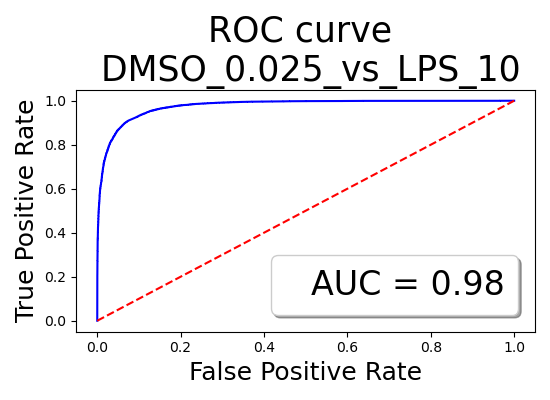 ROC curve
DMSO_0.025_vs_LPS_10
True Positive Rate
1.0
0.8
0.6
0.4
0.2
0.0
AUC = 0.98
0.0 0.2 0.4 0.6 0.8 1.0
False Positive Rate